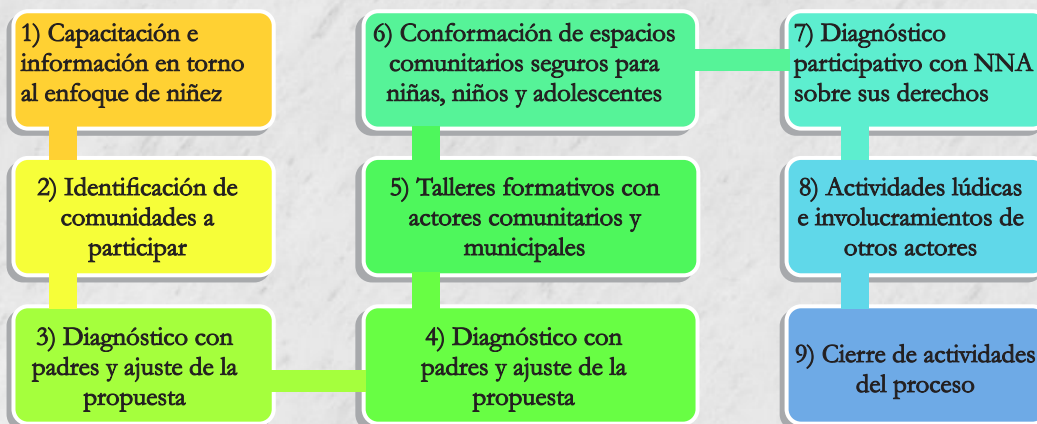 1) Capacitación e
información en torno
al enfoque de niñez
2) Identificación de
comunidades a
participar
3) Diagnóstico con
padres y ajuste de la
propuesta
4) Diagnóstico con
padres y ajuste de la
propuesta
5) Talleres formativos con
actores comunitarios y
municipales
6) Conformación de espacios
comunitarios seguros para
niñas, niños y adolescentes
7) Diagnóstico
participativo con NNA
sobre sus derechos
8) Actividades lúdicas
e involucramientos de
otros actores
9) Cierre de actividades
del proceso